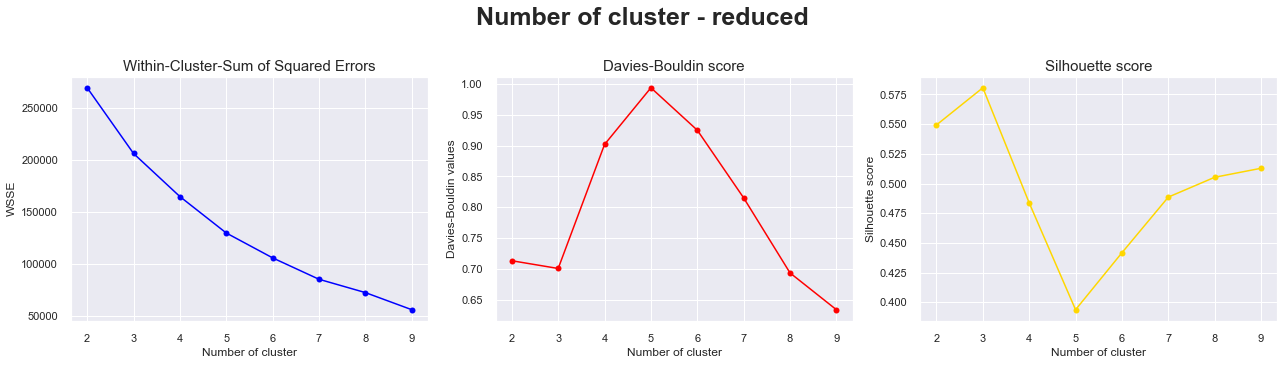 Number of cluster - reduced
Within-Cluster-Sum of Squared Errors
WSSE
250000
200000
150000
100000
50000
2 3 4 5 6 7 8 9
Number of cluster
Davies-Bouldin score
Davies-Bouldin values
1.00
0.95
0.90
0.85
0.80
0.75
0.70
0.65
2 3 4 5 6 7 8 9
Number of cluster
Silhouette score
Silhouette score
0.575
0.550
0.525
0.500
0.475
0.450
0.425
0.400
2 3 4 5 6 7 8 9
Number of cluster